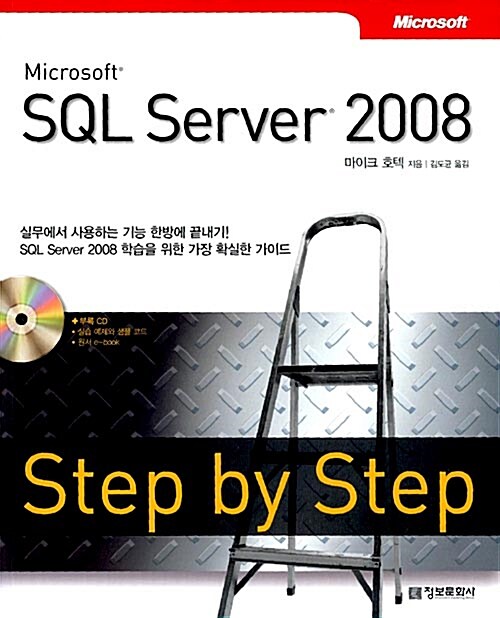 Microsoft
Microsoft®
SQL Server® 2008
마이크 호텍 지음 | 김도균 옮김
실무에서 사용하는 기능 한방에 끝내기!
SQL Server 2008 학습을 위한 가장 확실한 가이드
+ 부록 CD
• 실습 예제와 샘플 코드
• 원서 e-book
Step by Step
정보문화사